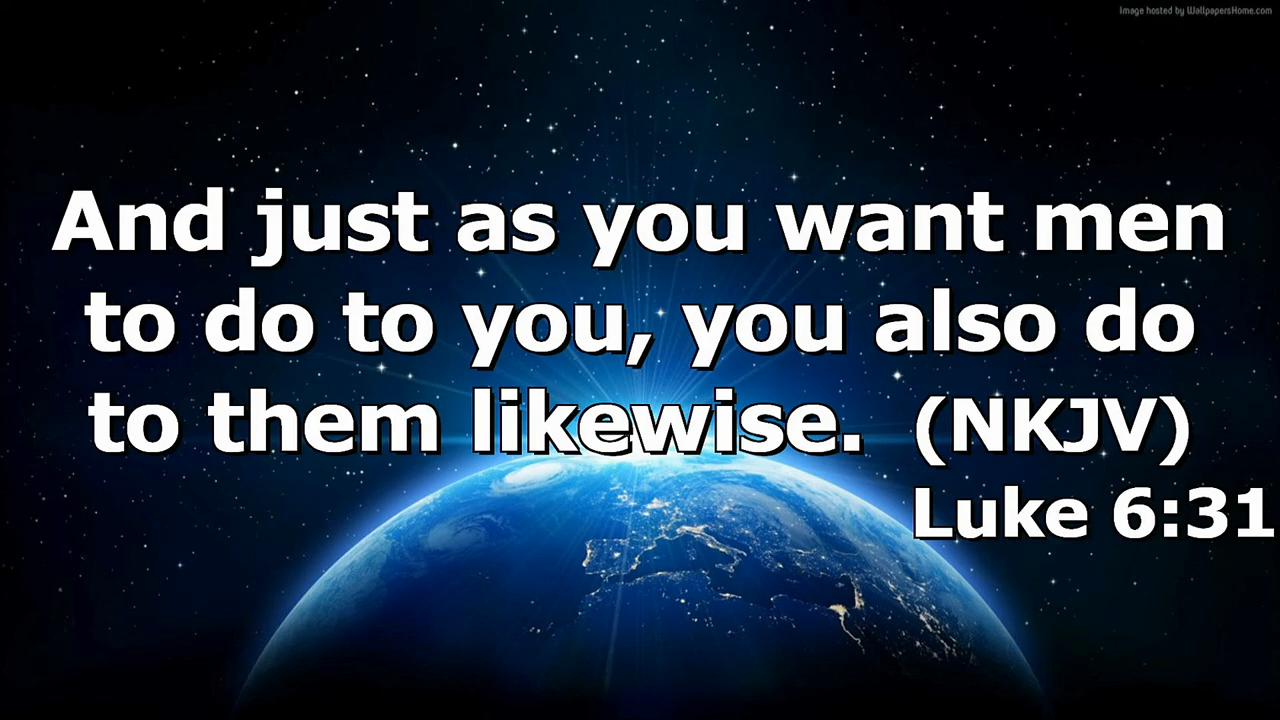 Image hosted by WallpapersHome.com
And just as you want men
to do to you, you also do
to them likewise. (NKJV)
Luke 6:31